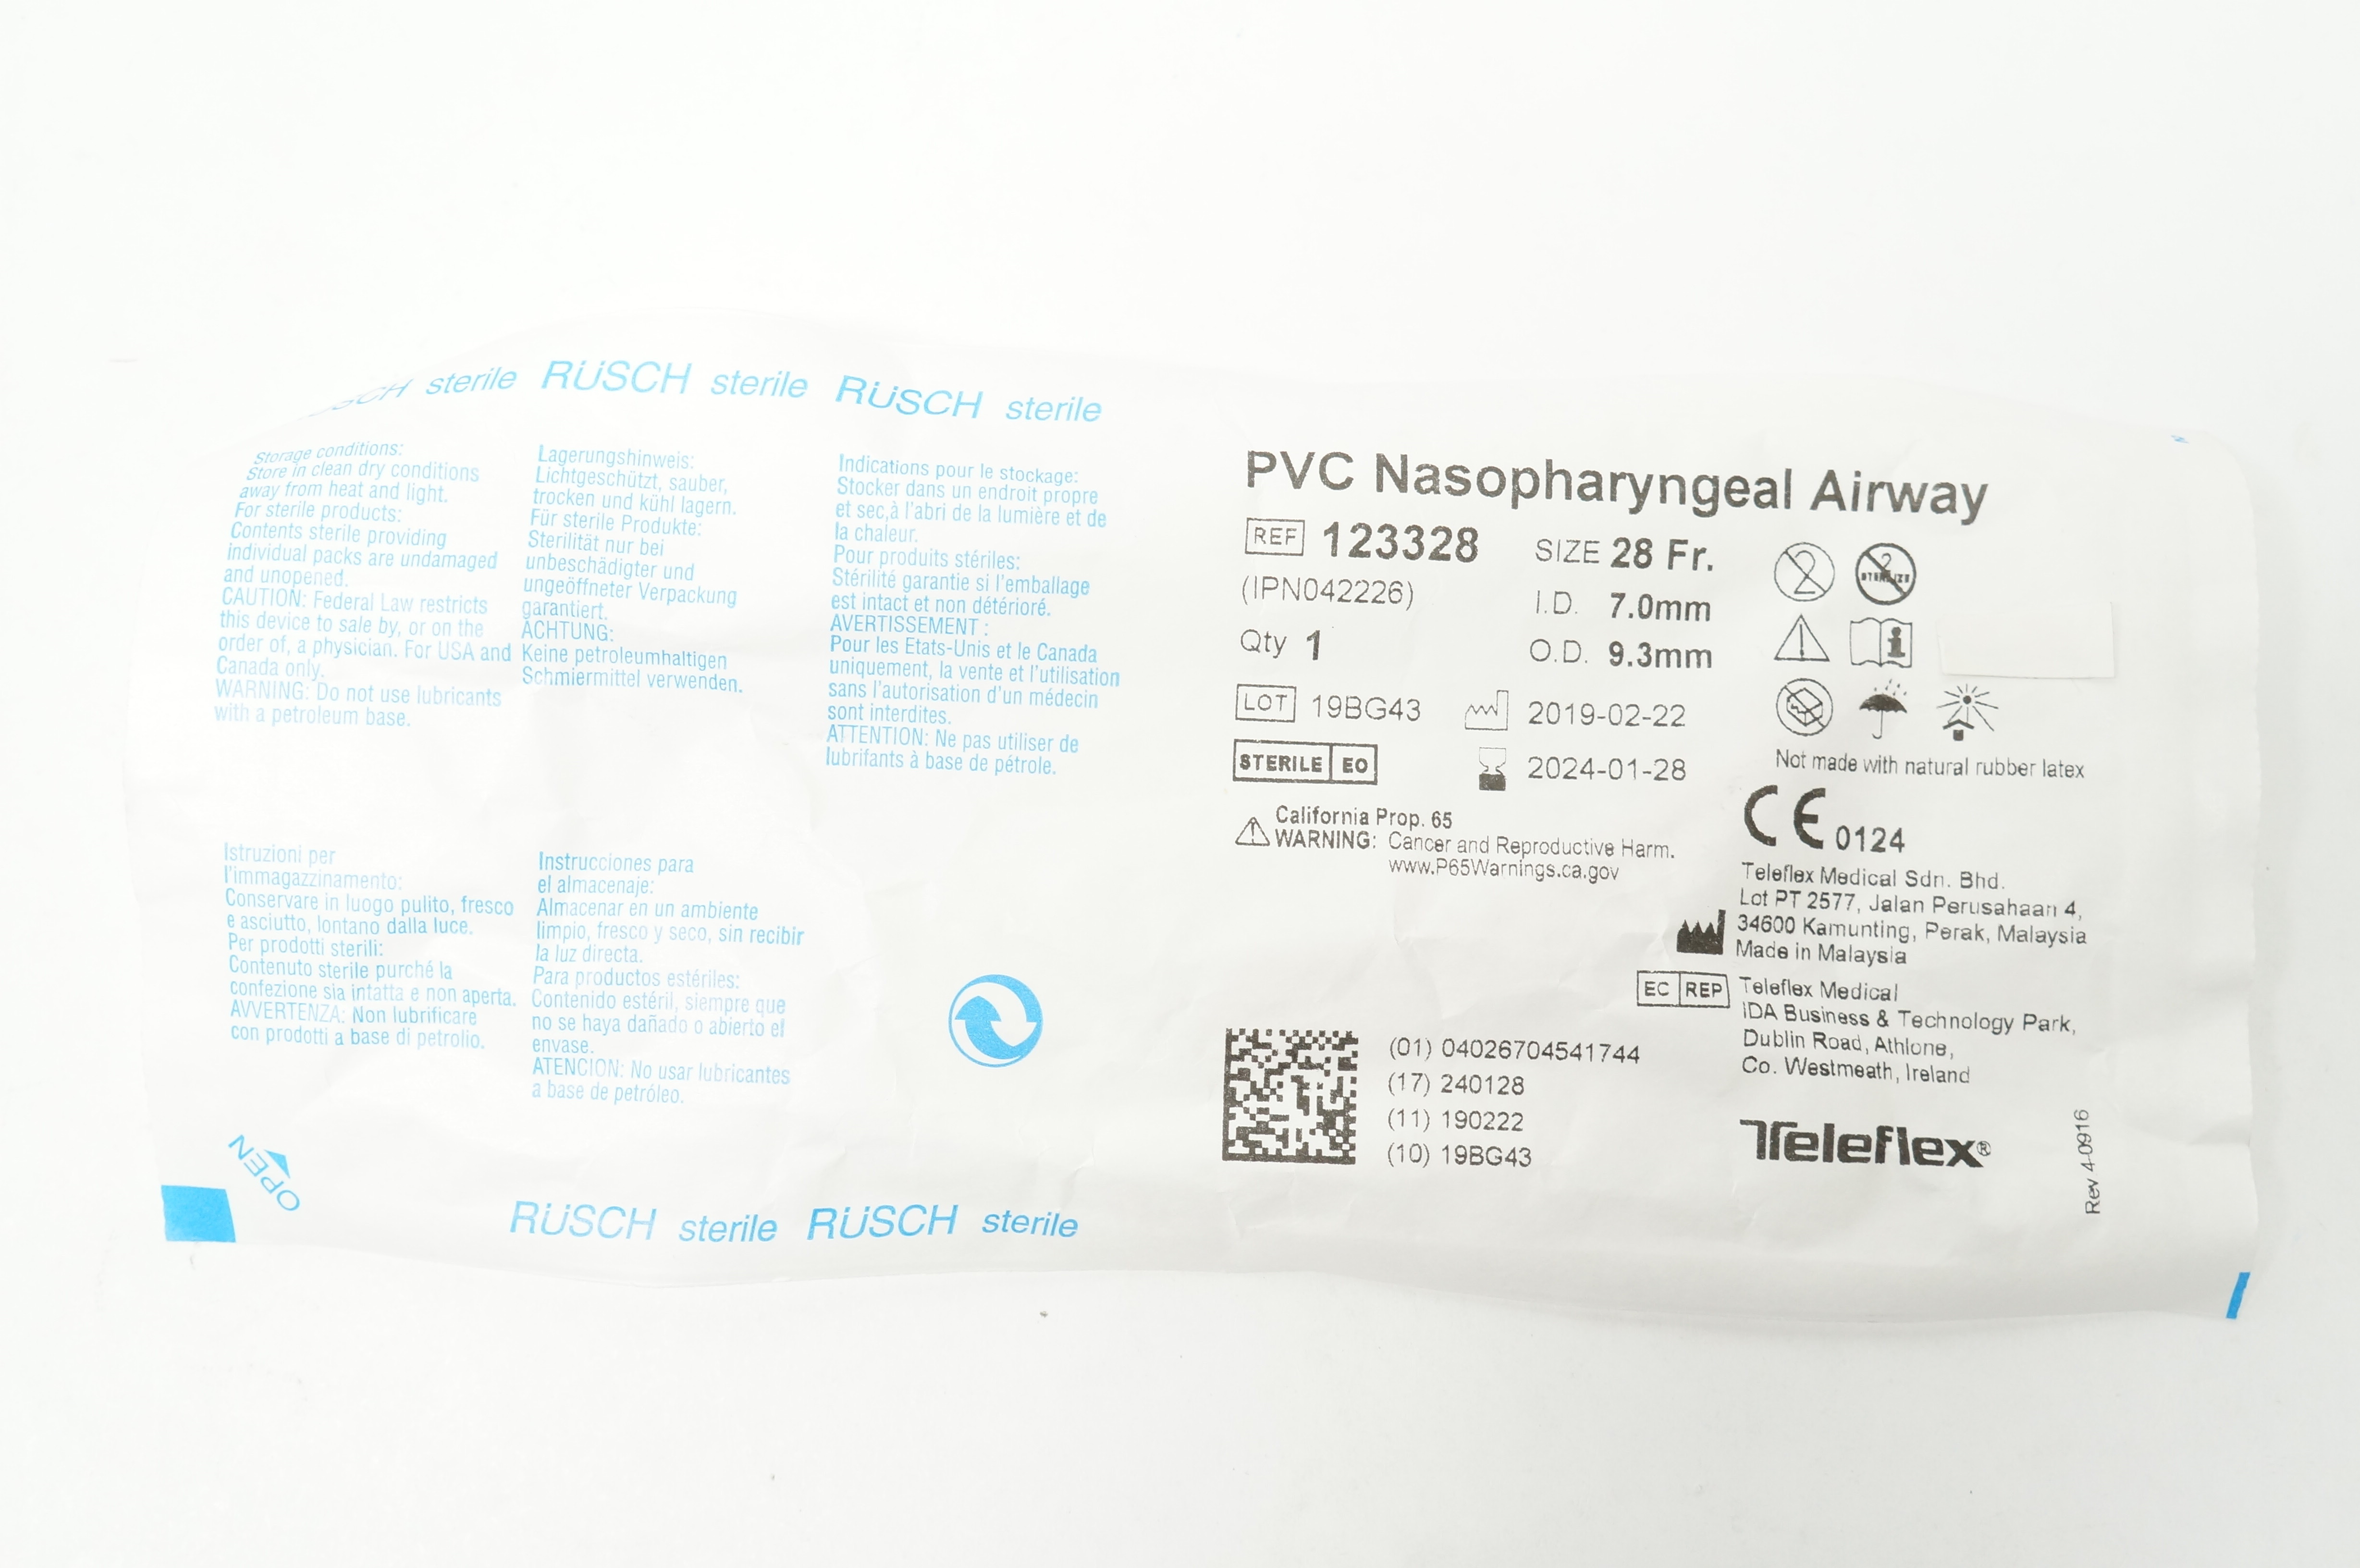 sterile RÜSCH sterile RÜSCH sterile
Storage conditions:
Store in clean dry conditions
away from heat and light.
For sterile products:
Contents sterile providing
individual packs are undamaged
and unopened.
CAUTION: Federal Law restricts
this device to sale by, or on the
order of, a physician. For USA and
Canada only.
WARNING: Do not use lubricants
with a petroleum base.
Lagerungshinweis:
Lichtgeschützt, sauber,
trocken und kühl lagern.
Für sterile Produkte:
Sterilität nur bei
unbeschädigter und
ungeöffneter Verpackung
garantiert.
ACHTUNG:
Keine petroleumhaltigen
Schmiermittel verwenden.
Indications pour le stockage:
Stocker dans un endroit propre
et sec,à l'abri de la lumière et de
la chaleur.
Pour produits stériles:
Stérilité garantie si l'emballage
est intact et non détérioré.
AVERTISSEMENT :
Pour les Etats-Unis et le Canada
uniquement, la vente et l'utilisation
sans l'autorisation d'un médecin
sont interdites.
ATTENTION: Ne pas utiliser de
lubrifants à base de pétrole.
Istruzioni per
l'immagazzinamento:
Conservare in luogo pulito, fresco
e asciutto, lontano dalla luce.
Per prodotti sterili:
Contenuto sterile purché la
confezione sia intatta e non aperta.
AVVERTENZA: Non lubrificare
con prodotti a base di petrolio.
Instrucciones para
el almacenaje:
Almacenar en un ambiente
limpio, fresco y seco, sin recibir
la luz directa.
Para productos estériles:
Contenido estéril, siempre que
no se haya dañado o abierto el
envase.
ATENCION: No usar lubricantes
a base de petróleo.
OPEN
RÜSCH sterile RÜSCH sterile
PVC Nasopharyngeal Airway
REF 123328 SIZE 28 Fr.
(IPN042226) I.D. 7.0mm
Qty 1 O.D. 9.3mm
LOT 19BG43 2019-02-22
STERILE EO 2024-01-28
California Prop. 65
WARNING: Cancer and Reproductive Harm.
www.P65Warnings.ca.gov
2
2
STERILIZE
Not made with natural rubber latex
CE 0124
Teleflex Medical Sdn. Bhd.
Lot PT 2577, Jalan Perusahaan 4,
34600 Kamunting, Perak, Malaysia
Made in Malaysia
EC REP Teleflex Medical
IDA Business & Technology Park,
Dublin Road, Athlone,
Co. Westmeath, Ireland
(01) 04026704541744
(17) 240128
(11) 190222
(10) 19BG43
Teleflex®
Rev 4-0916